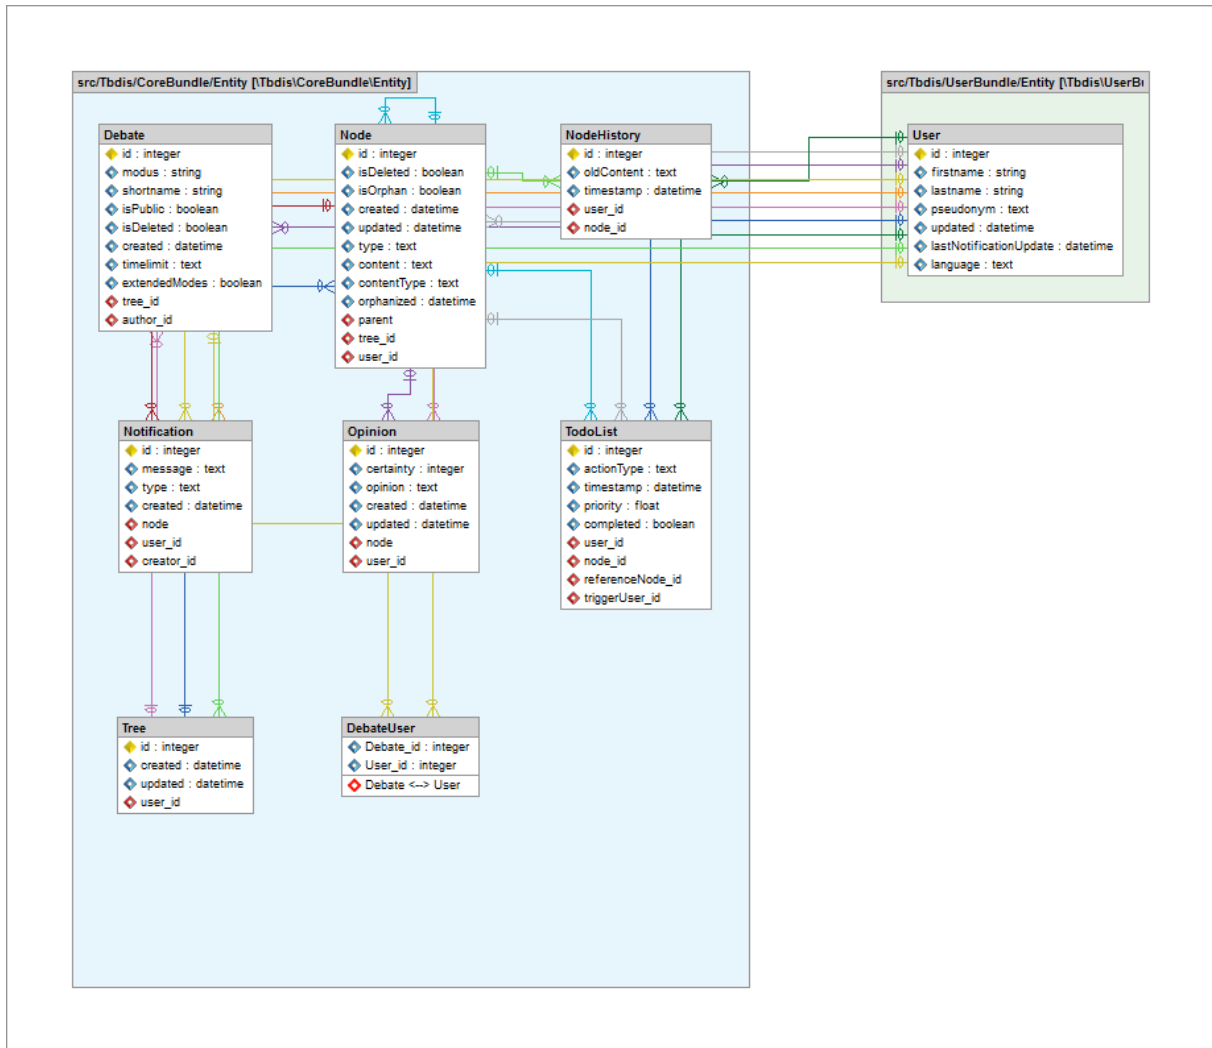 src/Tbdis/CoreBundle/Entity [\Tbdis\CoreBundle\Entity]
Debate
id : integer
modus : string
shortname : string
isPublic : boolean
isDeleted : boolean
created : datetime
timelimit : text
extendedModes : boolean
tree_id
author_id
Node
id : integer
isDeleted : boolean
isOrphan : boolean
created : datetime
updated : datetime
type : text
content : text
contentType : text
orphanized : datetime
parent
tree_id
user_id
NodeHistory
id : integer
oldContent : text
timestamp : datetime
user_id
node_id
src/Tbdis/UserBundle/Entity [\Tbdis\UserBu
User
id : integer
firstname : string
lastname : string
pseudonym : text
updated : datetime
lastNotificationUpdate : datetime
language : text
Notification
id : integer
message : text
type : text
created : datetime
node
user_id
creator_id
Opinion
id : integer
certainty : integer
opinion : text
created : datetime
updated : datetime
node
user_id
TodoList
id : integer
actionType : text
timestamp : datetime
priority : float
completed : boolean
user_id
node_id
referenceNode_id
triggerUser_id
Tree
id : integer
created : datetime
updated : datetime
user_id
DebateUser
Debate_id : integer
User_id : integer
Debate <--> User